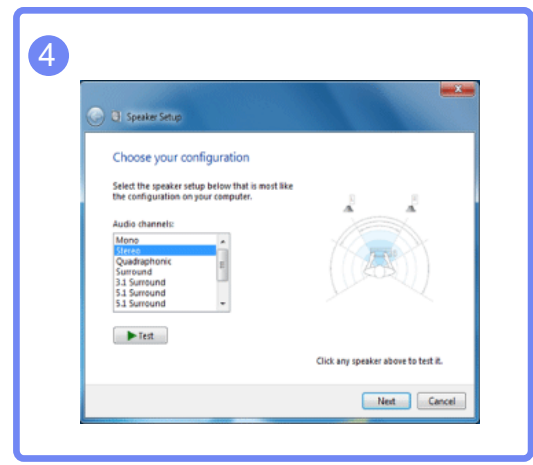 4
Speaker Setup
Choose your configuration
Select the speaker setup below that is most like
the configuration on your computer.
Audio channels:
Mono
Stereo
Quadraphonic
Surround
3.1 Surround
5.1 Surround
5.1 Surround
Test
Click any speaker above to test it.
Next
Cancel